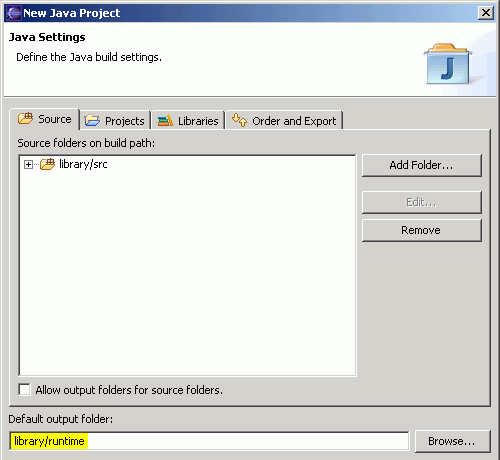 New Java Project
Java Settings
Define the Java build settings.
J
Source Projects Libraries Order and Export
Source folders on build path:
library/src
Add Folder...
Edit...
Remove
Allow output folders for source folders.
Default output folder:
library/runtime
Browse...